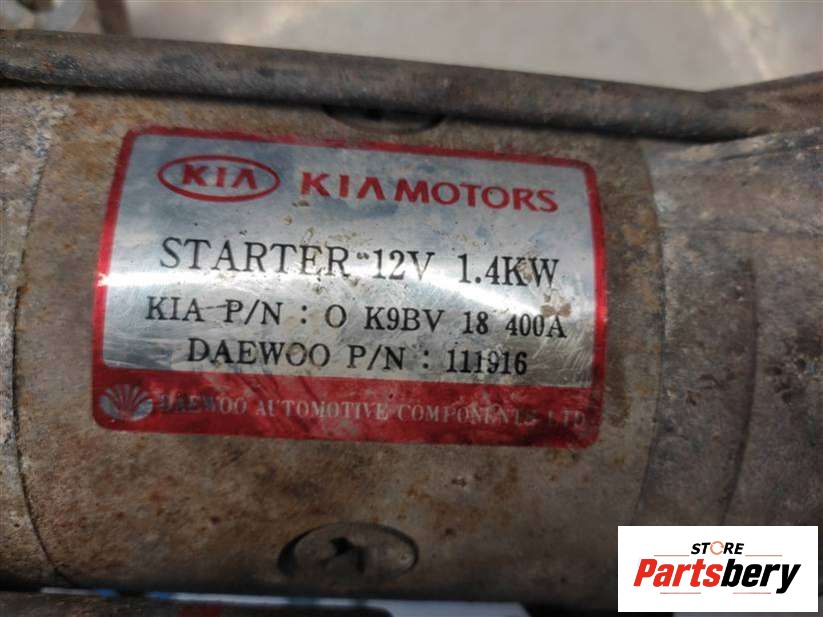 KIA KIA MOTORS
STARTER 12V 1.4KW
KIA P/N : O K9BV 18 400A
DAEWOO P/N : 111916
DAEWOO AUTOMOTIVE COMPONENTS LTD
STORE
Partsbery